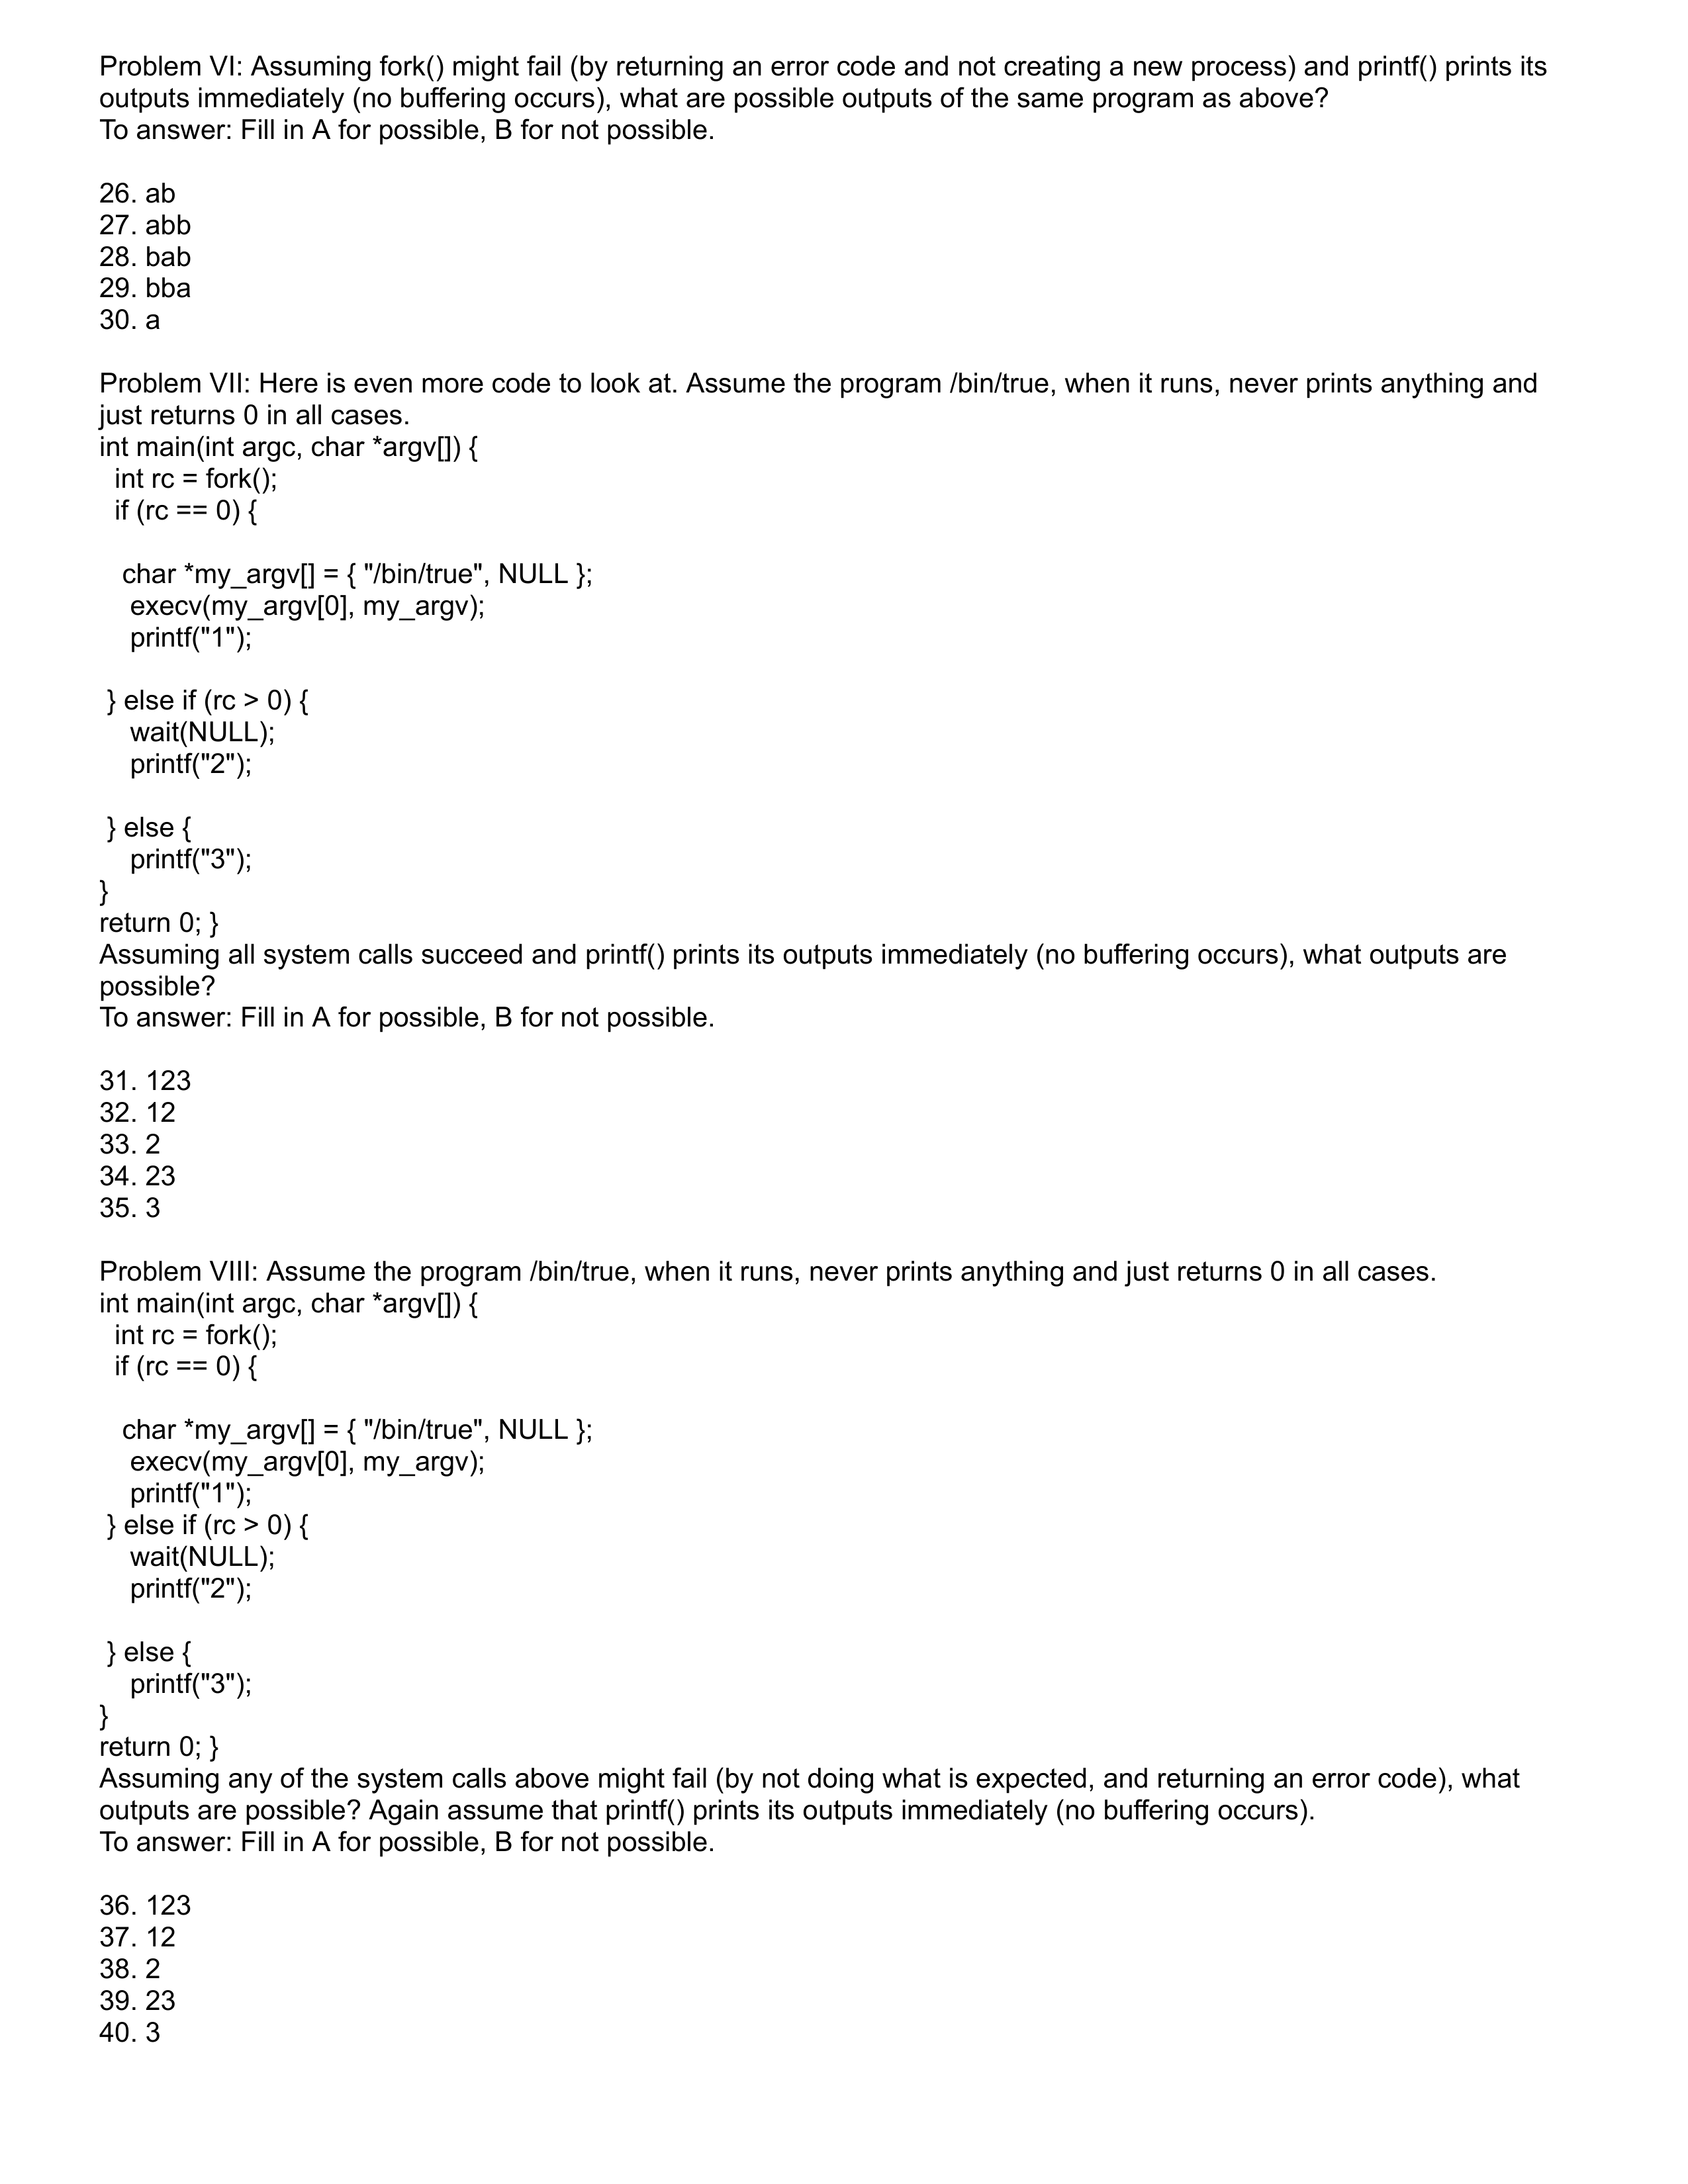 Problem VI: Assuming fork() might fail (by returning an error code and not creating a new process) and printf() prints its
outputs immediately (no buffering occurs), what are possible outputs of the same program as above?
To answer: Fill in A for possible, B for not possible.
26. ab
27. abb
28. bab
29. bba
30. a
Problem VII: Here is even more code to look at. Assume the program /bin/true, when it runs, never prints anything and
just returns 0 in all cases.
int main(int argc, char *argv[]) {
int rc = fork();
if (rc == 0) {
char *my_argv[] = { "/bin/true", NULL };
execv(my_argv[0], my_argv);
printf("1");
} else if (rc > 0) {
wait(NULL);
printf("2");
} else {
printf("3");
}
return 0; }
Assuming all system calls succeed and printf() prints its outputs immediately (no buffering occurs), what outputs are
possible?
To answer: Fill in A for possible, B for not possible.
31. 123
32. 12
33. 2
34. 23
35. 3
Problem VIII: Assume the program /bin/true, when it runs, never prints anything and just returns 0 in all cases.
int main(int argc, char *argv[]) {
int rc = fork();
if (rc == 0) {
char *my_argv[] = { "/bin/true", NULL };
execv(my_argv[0], my_argv);
printf("1");
} else if (rc > 0) {
wait(NULL);
printf("2");
} else {
printf("3");
}
return 0; }
Assuming any of the system calls above might fail (by not doing what is expected, and returning an error code), what
outputs are possible? Again assume that printf() prints its outputs immediately (no buffering occurs).
To answer: Fill in A for possible, B for not possible.
36. 123
37. 12
38. 2
39. 23
40. 3